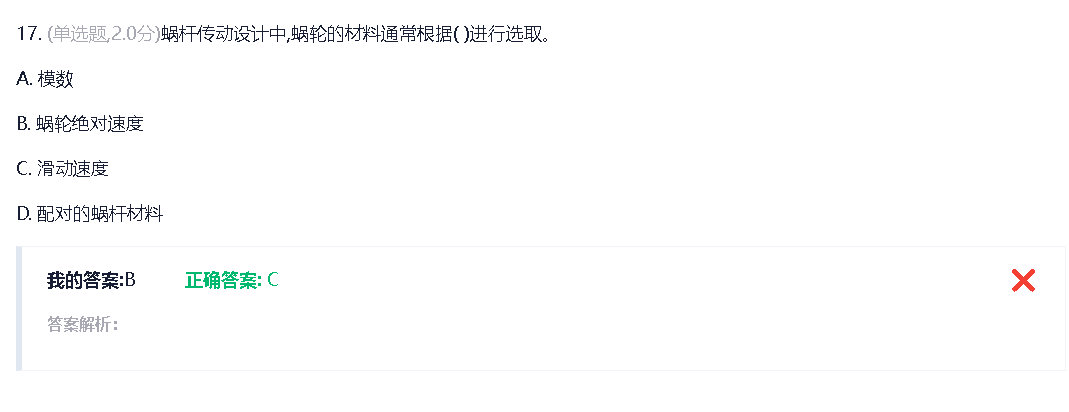 17. (单选题,2.0分)蜗杆传动设计中,蜗轮的材料通常根据( )进行选取。
A. 模数
B. 蜗轮绝对速度
C. 滑动速度
D. 配对的蜗杆材料
我的答案:B 正确答案: C
答案解析：